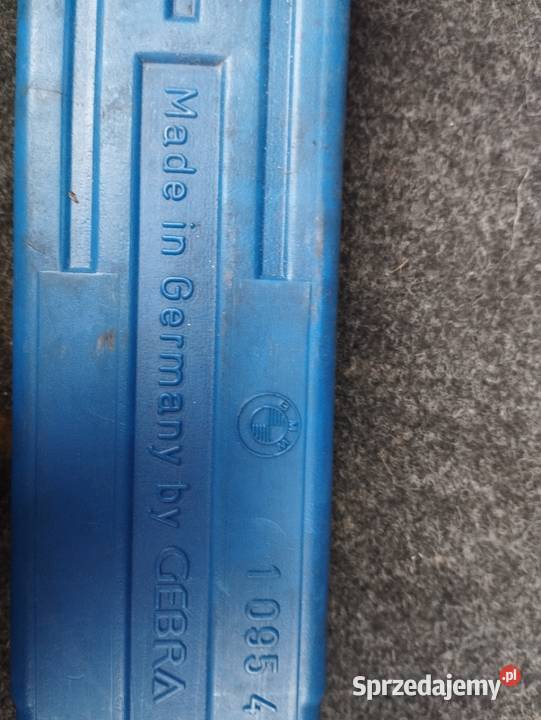 Made in Germany by GEBRA
BMW
1 095 4
Sprzedajemy.pl